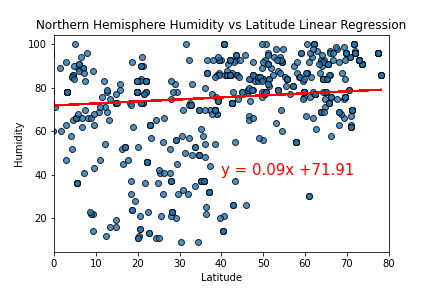 Northern Hemisphere Humidity vs Latitude Linear Regression
100
80
60
40
20
Humidity
y = 0.09x +71.91
0 10 20 30 40 50 60 70 80
Latitude